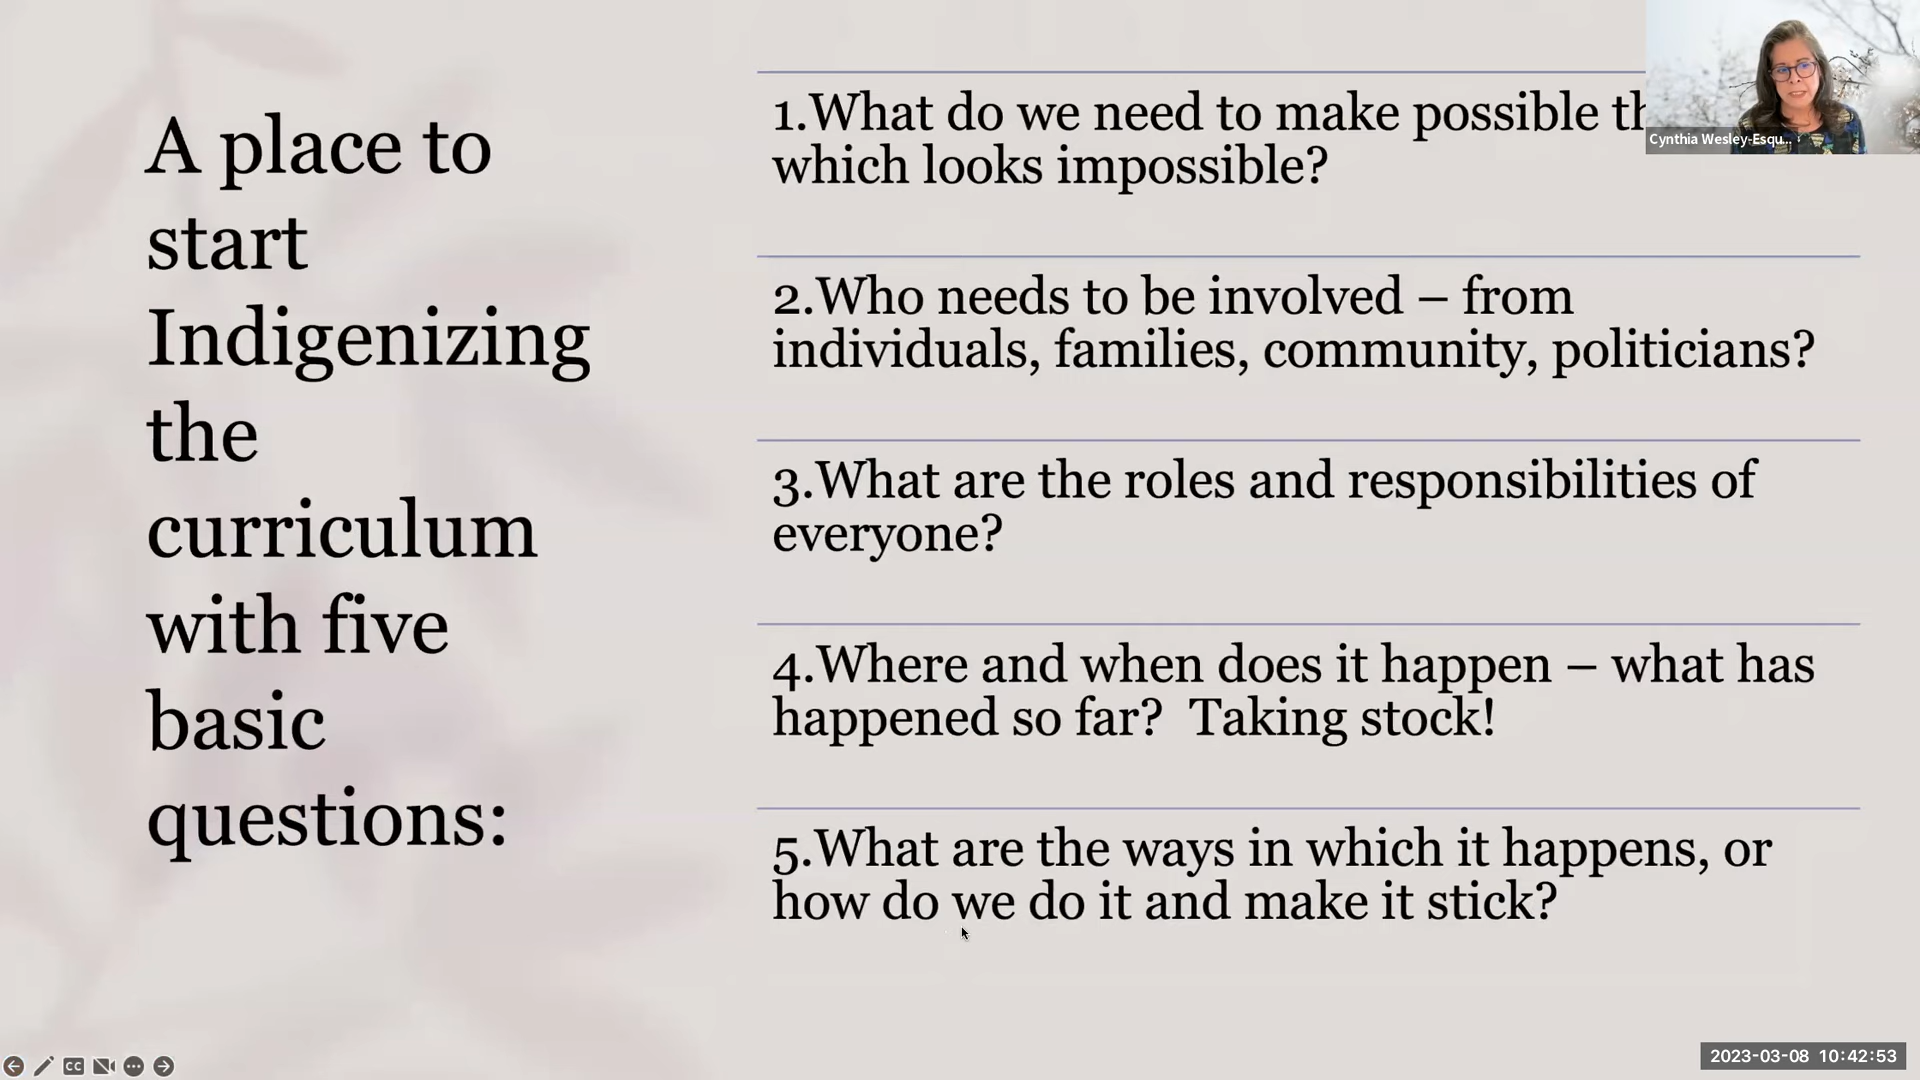 A place to
start
Indigenizing
the
curriculum
with five
basic
questions:
1.What do we need to make possible
which looks impossible?
2.Who needs to be involved – from
individuals, families, community, politicians?
3.What are the roles and responsibilities of
everyone?
4.Where and when does it happen – what has
happened so far?  Taking stock!
5.What are the ways in which it happens, or
how do we do it and make it stick?
Cynthia Wesley-Esqu...
CC
2023-03-08 10:42:53